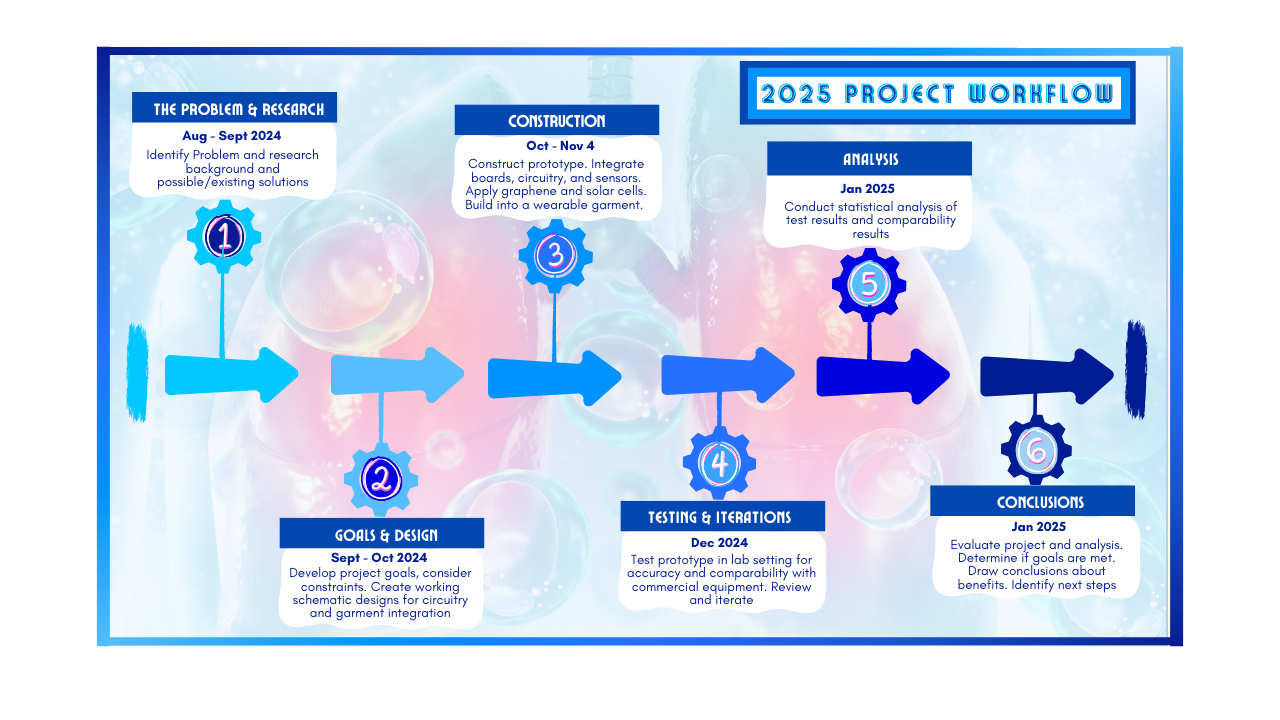 2025 PROJECT WORKFLOW
THE PROBLEM & RESEARCH
Aug - Sept 2024
Identify Problem and research
background and
possible/existing solutions
1
GOALS & DESIGN
Sept - Oct 2024
Develop project goals, consider
constraints. Create working
schematic designs for circuitry
and garment integration
2
CONSTRUCTION
Oct - Nov 4
Construct prototype. Integrate
boards, circuitry, and sensors.
Apply graphene and solar cells.
Build into a wearable garment.
3
TESTING & ITERATIONS
Dec 2024
Test prototype in lab setting for
accuracy and comparability with
commercial equipment. Review
and iterate
4
ANALYSIS
Jan 2025
Conduct statistical analysis of
test results and comparability
results
5
CONCLUSIONS
Jan 2025
Evaluate project and analysis.
Determine if goals are met.
Draw conclusions about
benefits. Identify next steps
6